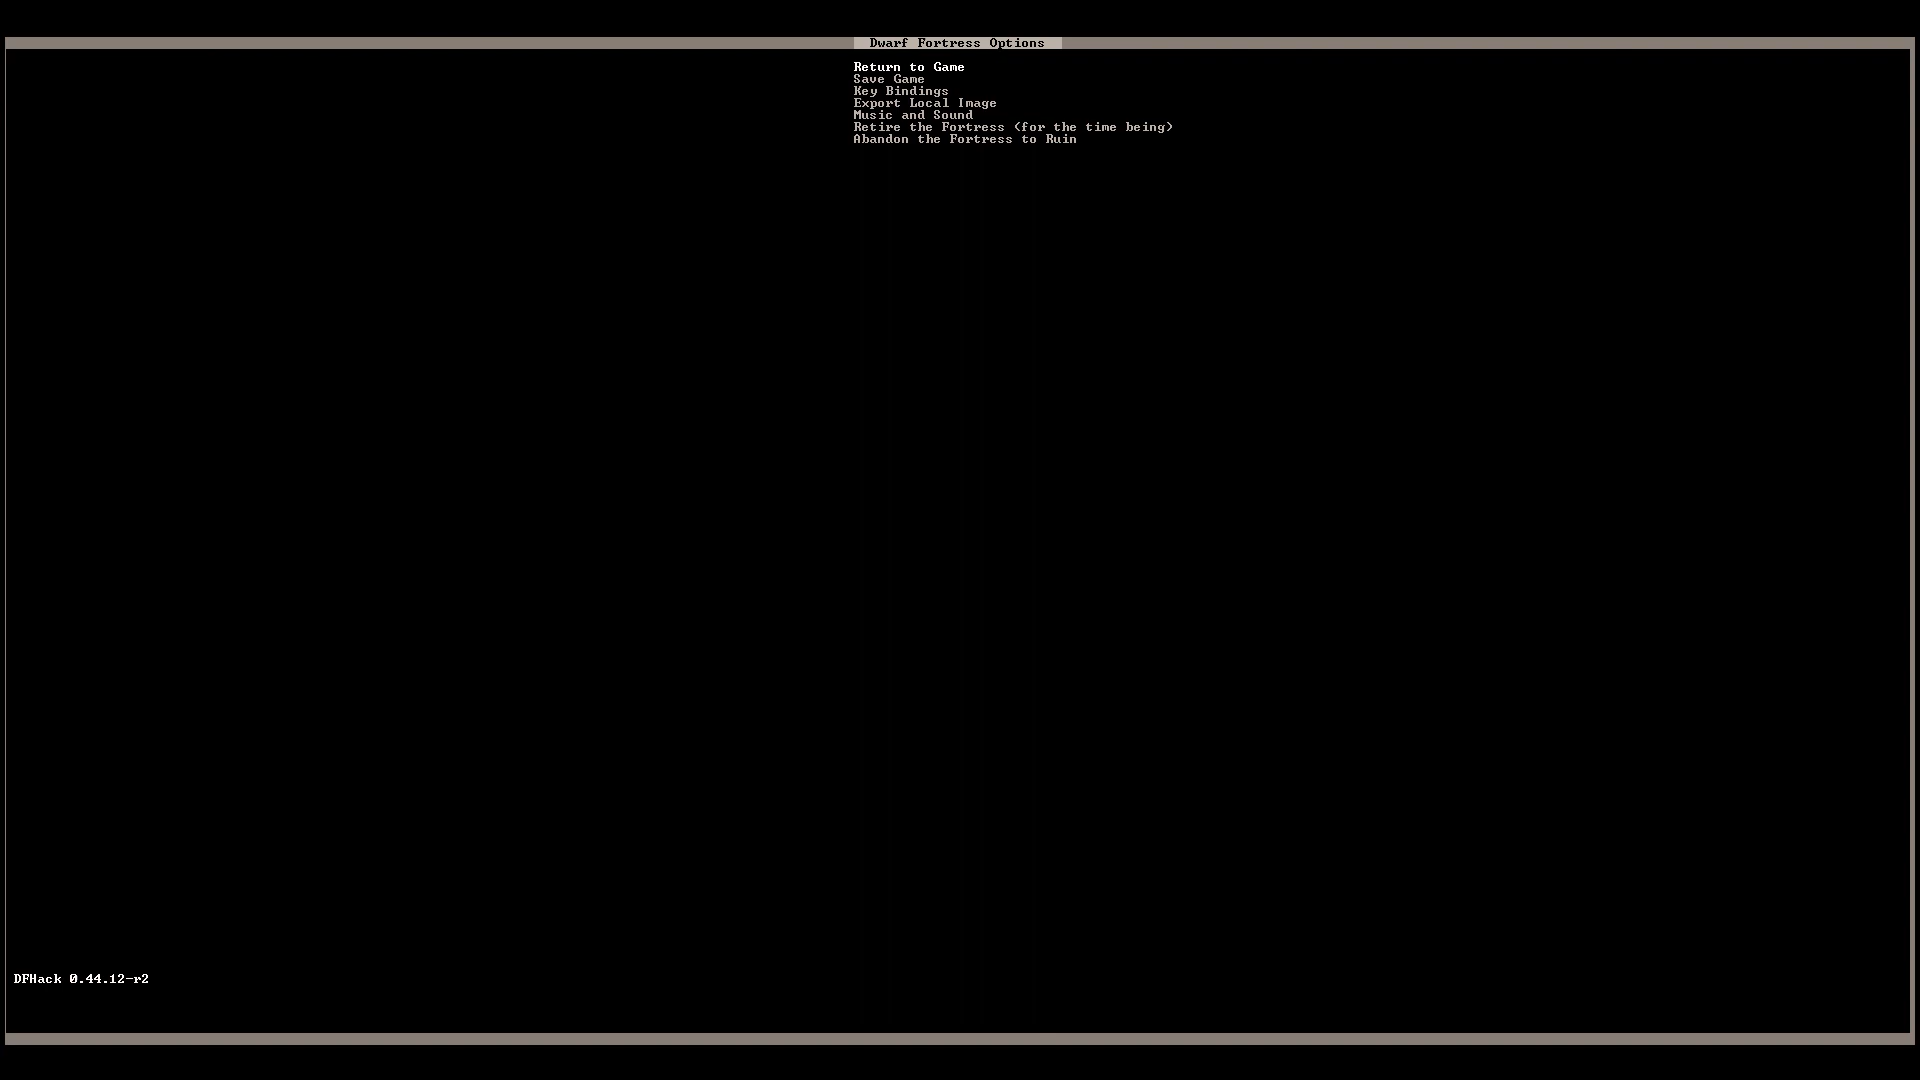 Dwarf Fortress Options
Return to Game
Save Game
Key Bindings
Export Local Image
Music and Sound
Retire the Fortress (for the time being)
Abandon the Fortress to Ruin
DFHack 0.44.12-r2